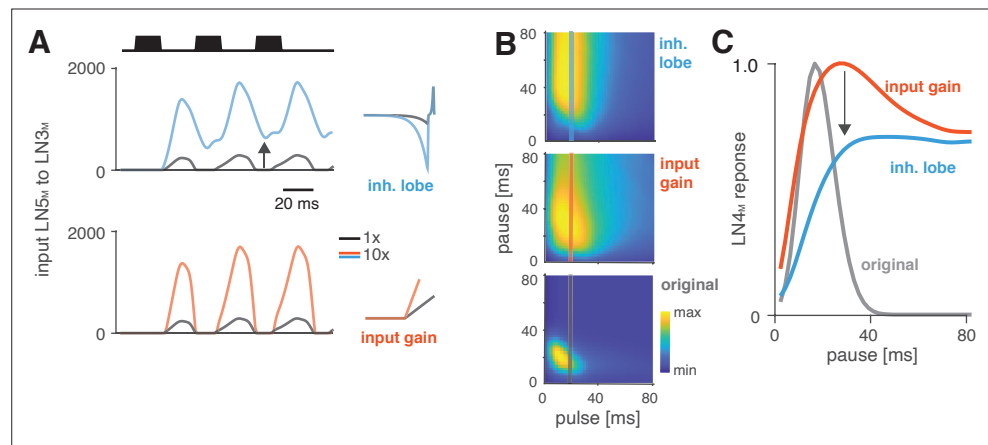 A
2000
0
input LN5M to LN3M
inh. lobe
20 ms
2000
0
1x
10x
input gain
B
80
40
0
inh.
lobe
80
40
0
pause [ms]
input
gain
80
40
0
original
max
min
0
40
80
pulse [ms]
C
1.0
0
LN4M reponse
input gain
inh. lobe
original
0
40
80
pause [ms]